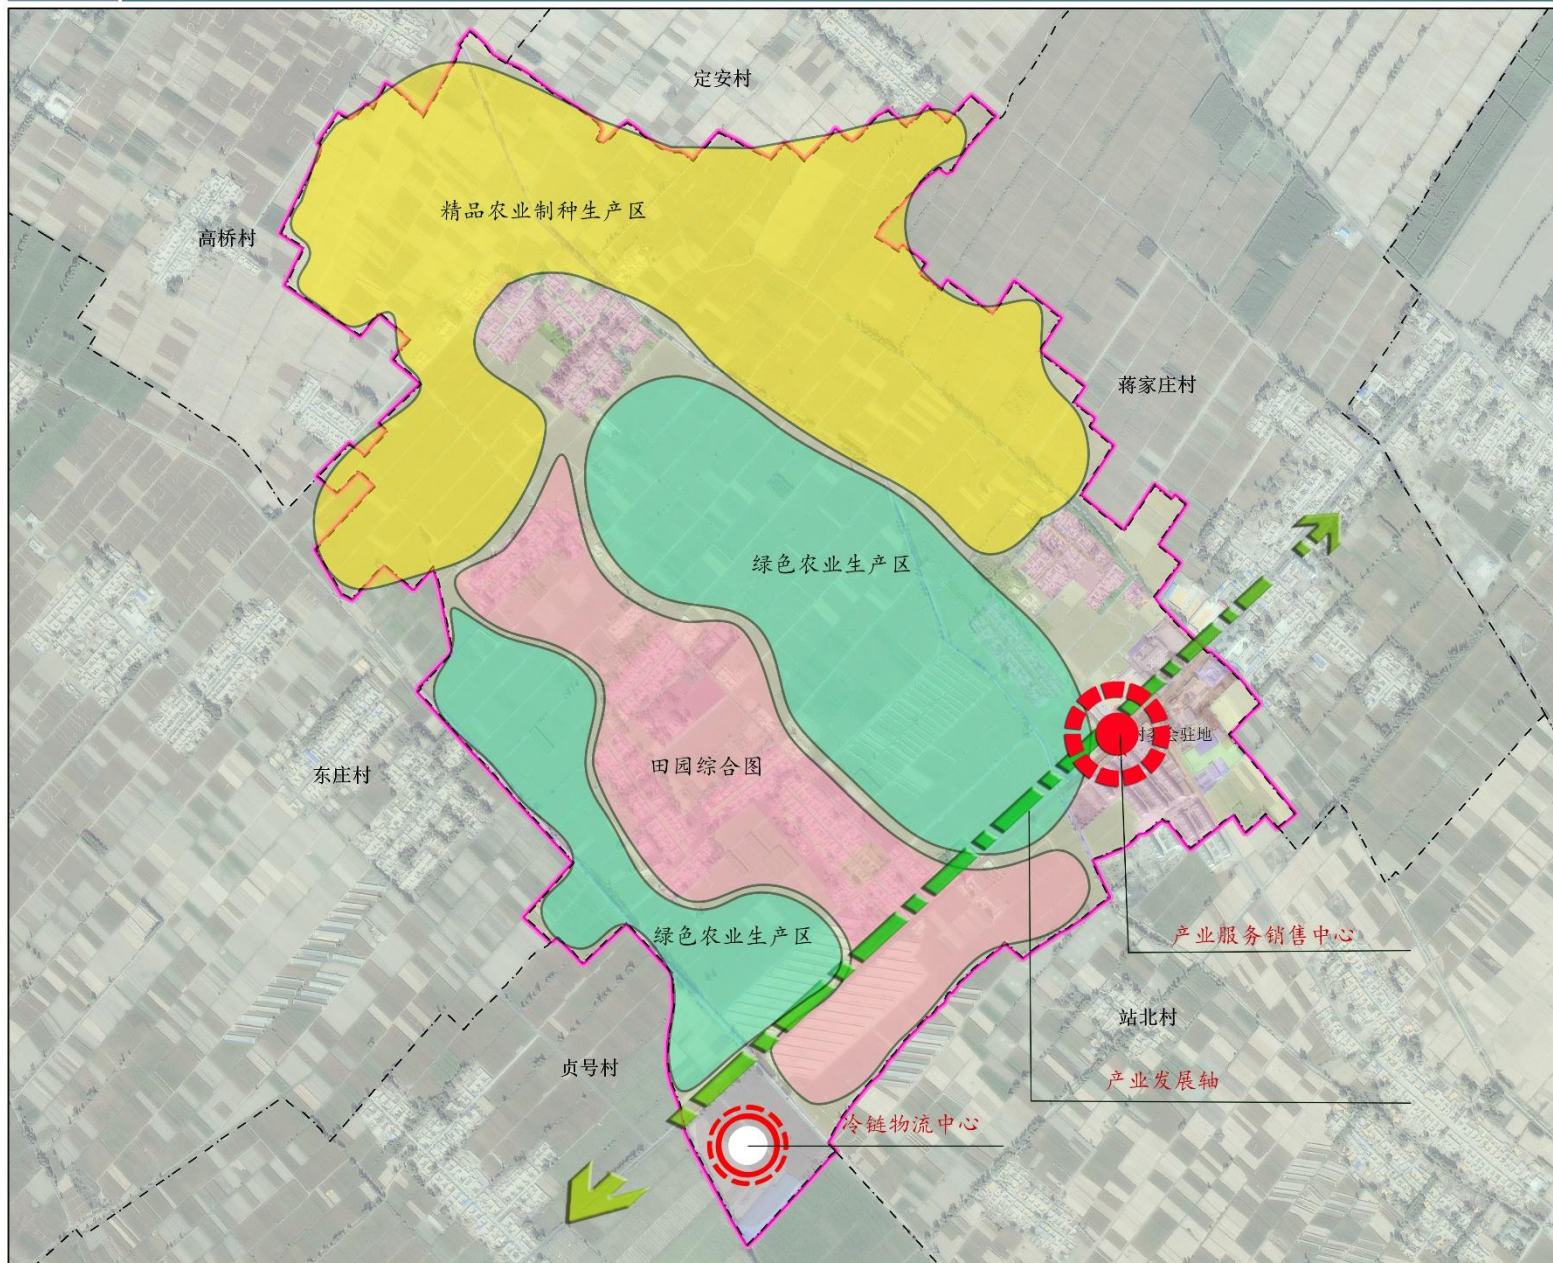 定安村
精品农业制种生产区
高桥村
蒋家庄村
绿色农业生产区
村委会驻地
田园综合图
东庄村
绿色农业生产区
产业服务销售中心
站北村
贞号村
产业发展轴
冷链物流中心